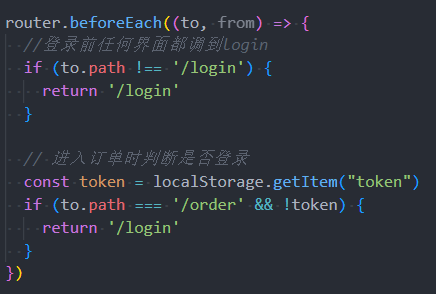 router.beforeEach((to, from) => {
  //登录前任何界面都调到login
  if (to.path !== '/login') {
    return '/login'
  }

  // 进入订单时判断是否登录
  const token = localStorage.getItem("token")
  if (to.path === '/order' && !token) {
    return '/login'
  }
})